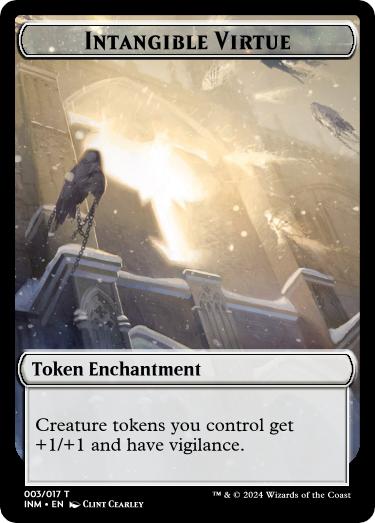 Intangible Virtue
Token Enchantment
Creature tokens you control get
+1/+1 and have vigilance.
003/017 T
INM • EN Clint Cearley
™ & © 2024 Wizards of the Coast